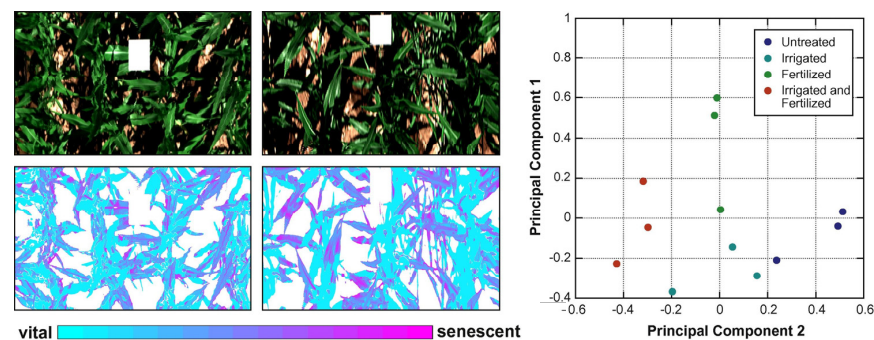 vital
senescent
Principal Component 1
1
0.8
0.6
0.4
0.2
0
-0.2
-0.4
-0.6
-0.4
-0.2
0
0.2
0.4
0.6
Principal Component 2
Untreated
Irrigated
Fertilized
Irrigated and
Fertilized